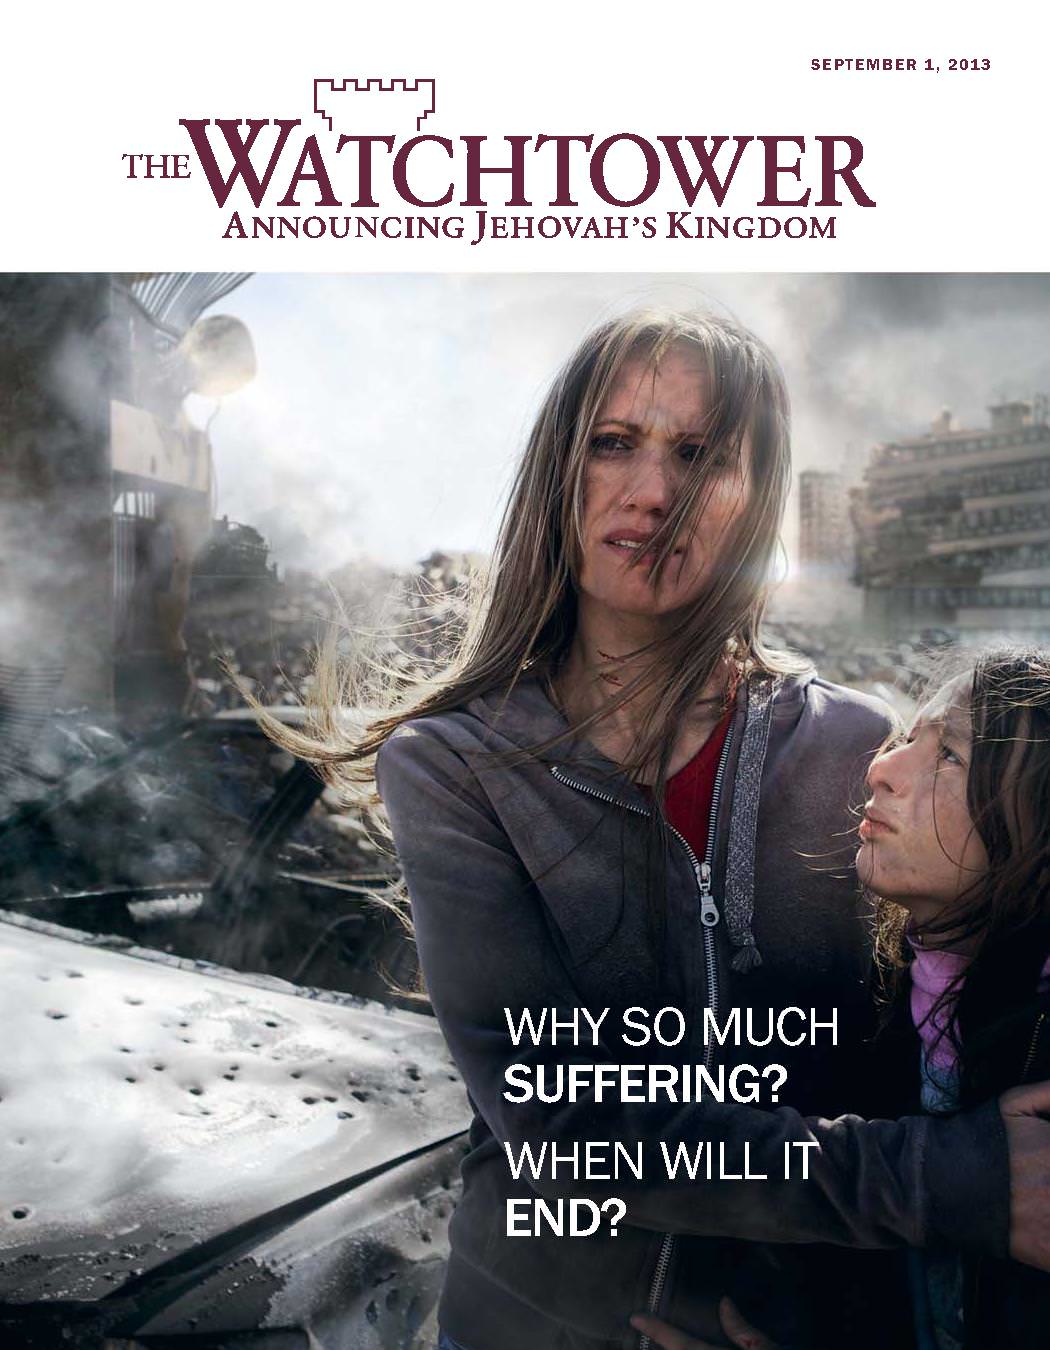 SEPTEMBER 1, 2013
THE WATCHTOWER
ANNOUNCING JEHOVAH'S KINGDOM
WHY SO MUCH
SUFFERING?
WHEN WILL IT
END?